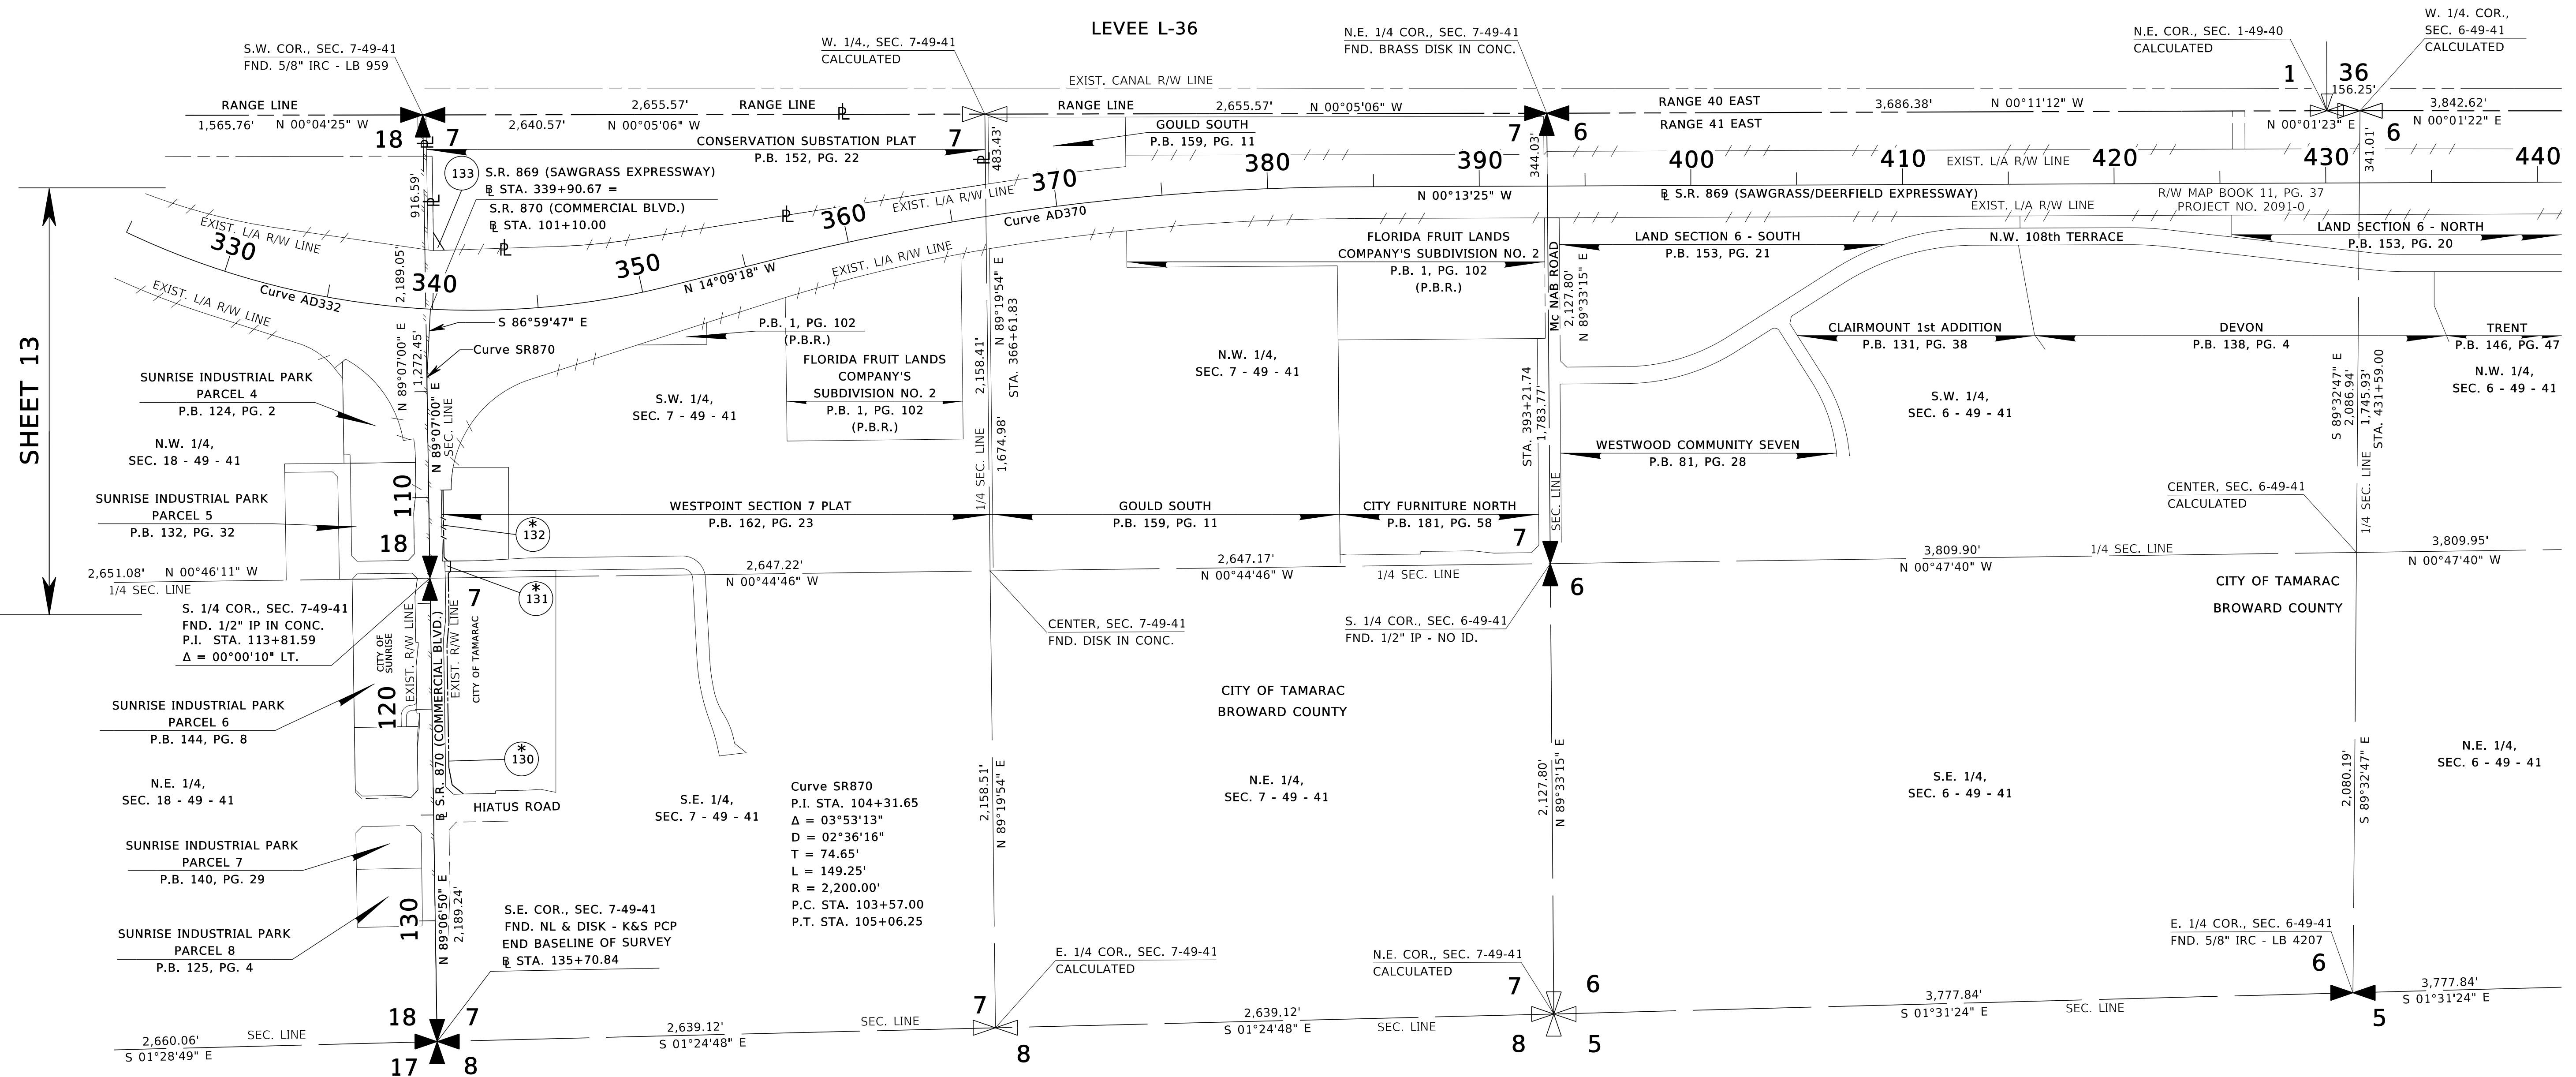 LEVEE L-36
S.W. COR., SEC. 7-49-41
FND. 5/8" IRC - LB 959
W. 1/4., SEC. 7-49-41
CALCULATED
N.E. 1/4 COR., SEC. 7-49-41
FND. BRASS DISK IN CONC.
N.E. COR., SEC. 1-49-40
CALCULATED
W. 1/4. COR.,
SEC. 6-49-41
CALCULATED
EXIST. CANAL R/W LINE
1
36
156.25'
RANGE LINE
1,565.76' N 00°04'25" W
2,655.57' RANGE LINE
2,640.57' N 00°05'06" W
RANGE LINE 2,655.57' N 00°05'06" W
RANGE 40 EAST
RANGE 41 EAST
3,686.38' N 00°11'12" W
N 00°01'23" E
3,842.62'
N 00°01'22" E
18
7
7
7
6
6
CONSERVATION SUBSTATION PLAT
P.B. 152, PG. 22
GOULD SOUTH
P.B. 159, PG. 11
483.43'
344.03'
341.01'
916.59'
133
S.R. 869 (SAWGRASS EXPRESSWAY)
℄ STA. 339+90.67 =
S.R. 870 (COMMERCIAL BLVD.)
℄ STA. 101+10.00
330
340
350
360
370
380
390
400
410
420
430
440
EXIST. L/A R/W LINE
EXIST. L/A R/W LINE
EXIST. L/A R/W LINE
EXIST. L/A R/W LINE
EXIST. L/A R/W LINE
EXIST. L/A R/W LINE
Curve AD332
N 14°09'18" W
Curve AD370
N 00°13'25" W
S.R. 869 (SAWGRASS/DEERFIELD EXPRESSWAY)
R/W MAP BOOK 11, PG. 37
PROJECT NO. 2091-0
SHEET 13
2,189.05'
N 89°07'00" E
1,272.45'
N 89°07'00" E
SEC. LINE
S 86°59'47" E
Curve SR870
P.B. 1, PG. 102
(P.B.R.)
FLORIDA FRUIT LANDS
COMPANY'S
SUBDIVISION NO. 2
P.B. 1, PG. 102
(P.B.R.)
FLORIDA FRUIT LANDS
COMPANY'S SUBDIVISION NO. 2
P.B. 1, PG. 102
(P.B.R.)
LAND SECTION 6 - SOUTH
P.B. 153, PG. 21
N.W. 108th TERRACE
LAND SECTION 6 - NORTH
P.B. 153, PG. 20
Mc NAB ROAD
2,127.80'
N 89°33'15" E
N 89°19'54" E
STA. 366+61.83
2,158.41'
1,674.98'
1/4 SEC. LINE
STA. 393+21.74
1,783.77'
SEC. LINE
CLAIRMOUNT 1st ADDITION
P.B. 131, PG. 38
DEVON
P.B. 138, PG. 4
TRENT
P.B. 146, PG. 47
S 89°32'47" E
2,086.94'
1,745.93'
STA. 431+59.00
1/4 SEC. LINE
SUNRISE INDUSTRIAL PARK
PARCEL 4
P.B. 124, PG. 2
N.W. 1/4,
SEC. 18 - 49 - 41
S.W. 1/4,
SEC. 7 - 49 - 41
N.W. 1/4,
SEC. 7 - 49 - 41
S.W. 1/4,
SEC. 6 - 49 - 41
N.W. 1/4,
SEC. 6 - 49 - 41
WESTWOOD COMMUNITY SEVEN
P.B. 81, PG. 28
SUNRISE INDUSTRIAL PARK
PARCEL 5
P.B. 132, PG. 32
110
WESTPOINT SECTION 7 PLAT
P.B. 162, PG. 23
GOULD SOUTH
P.B. 159, PG. 11
CITY FURNITURE NORTH
P.B. 181, PG. 58
CENTER, SEC. 6-49-41
CALCULATED
18
7
*
132
*
131
*
130
2,651.08' N 00°46'11" W
1/4 SEC. LINE
2,647.22'
N 00°44'46" W
2,647.17'
N 00°44'46" W
1/4 SEC. LINE
3,809.90'
N 00°47'40" W
1/4 SEC. LINE
3,809.95'
N 00°47'40" W
7
6
S. 1/4 COR., SEC. 7-49-41
FND. 1/2" IP IN CONC.
P.I. STA. 113+81.59
Δ = 00°00'10" LT.
CENTER, SEC. 7-49-41
FND, DISK IN CONC.
S. 1/4 COR., SEC. 6-49-41
FND. 1/2" IP - NO ID.
CITY OF TAMARAC
BROWARD COUNTY
CITY OF
SUNRISE
EXIST. R/W LINE
EXIST. R/W LINE
CITY OF TAMARAC
℄ S.R. 870 (COMMERCIAL BLVD.)
120
SUNRISE INDUSTRIAL PARK
PARCEL 6
P.B. 144, PG. 8
CITY OF TAMARAC
BROWARD COUNTY
N.E. 1/4,
SEC. 18 - 49 - 41
HIATUS ROAD
S.E. 1/4,
SEC. 7 - 49 - 41
Curve SR870
P.I. STA. 104+31.65
Δ = 03°53'13"
D = 02°36'16"
T = 74.65'
L = 149.25'
R = 2,200.00'
P.C. STA. 103+57.00
P.T. STA. 105+06.25
2,158.51'
N 89°19'54" E
N.E. 1/4,
SEC. 7 - 49 - 41
2,127.80'
N 89°33'15" E
S.E. 1/4,
SEC. 6 - 49 - 41
2,080.19'
S 89°32'47" E
N.E. 1/4,
SEC. 6 - 49 - 41
SUNRISE INDUSTRIAL PARK
PARCEL 7
P.B. 140, PG. 29
130
N 89°06'50" E
2,189.24'
SUNRISE INDUSTRIAL PARK
PARCEL 8
P.B. 125, PG. 4
S.E. COR., SEC. 7-49-41
FND. NL & DISK - K&S PCP
END BASELINE OF SURVEY
℄ STA. 135+70.84
E. 1/4 COR., SEC. 7-49-41
CALCULATED
N.E. COR., SEC. 7-49-41
CALCULATED
E. 1/4 COR., SEC. 6-49-41
FND. 5/8" IRC - LB 4207
18
7
7
7
6
6
2,660.06'
S 01°28'49" E
SEC. LINE
2,639.12'
S 01°24'48" E
SEC. LINE
2,639.12'
S 01°24'48" E
SEC. LINE
3,777.84'
S 01°31'24" E
SEC. LINE
3,777.84'
S 01°31'24" E
17
8
8
8
5
5